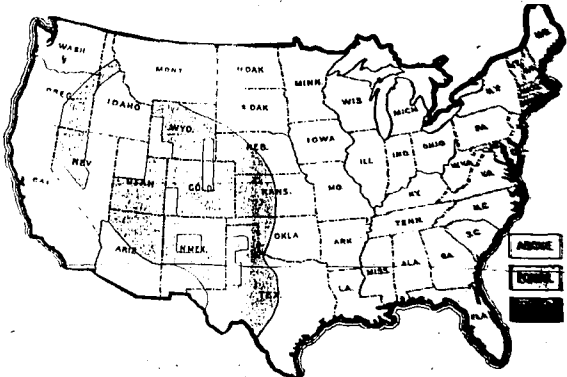 WASH
MONT.
N DAK
MINN
ME.
OREG.
IDAHO
S DAK
WIS
MICH
N.Y.
WYO.
NEB.
IOWA
PA.
NEV
UTAH
COLO
KANS.
ILL
IND
OHIO
W.VA
VA.
CAL
MO.
KY
N.C.
ARIZ
N.MEX.
OKLA
ARK
TENN.
S.C.
TEX
LA.
MISS.
ALA
GA.
FLA
ABOVE